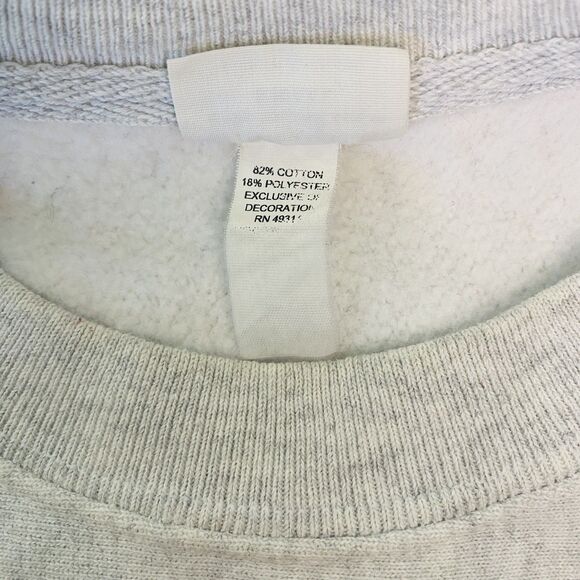 82% COTTON
18% POLYESTER
EXCLUSIVE OF
DECORATION
RN